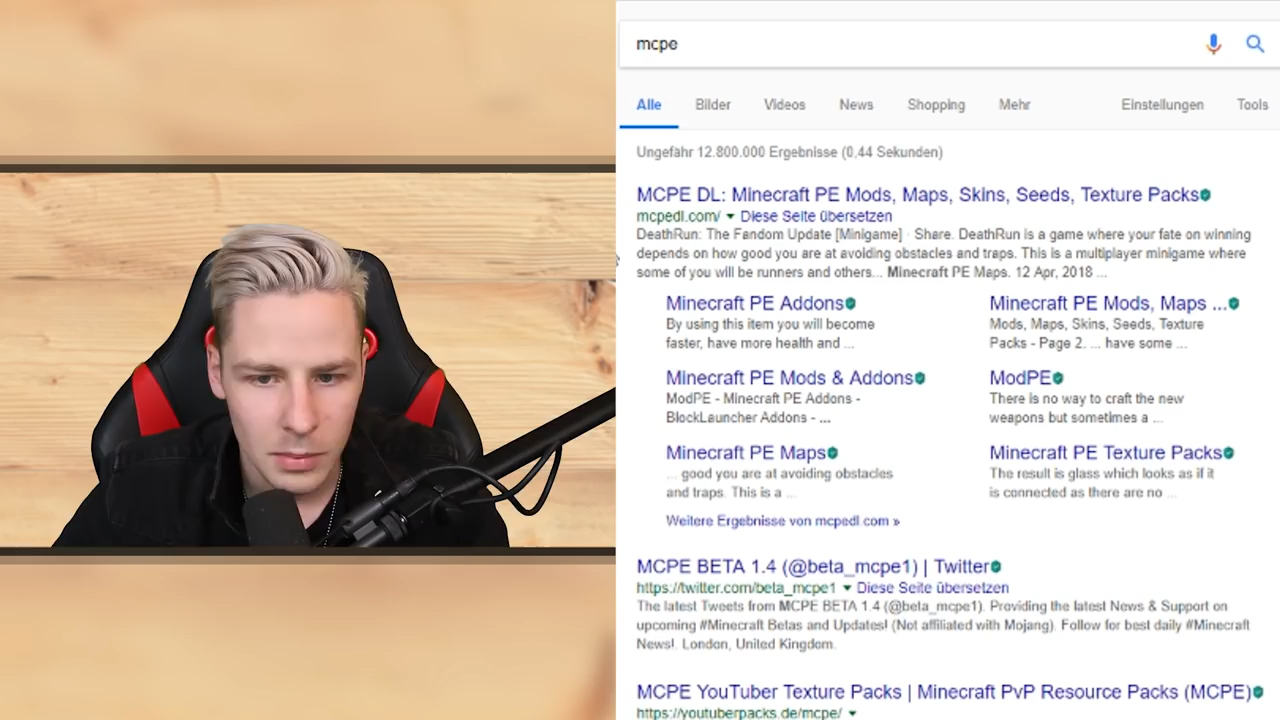 mcpe
Alle Bilder Videos News Shopping Mehr Einstellungen Tools
Ungefähr 12.800.000 Ergebnisse (0,44 Sekunden)
MCPE DL: Minecraft PE Mods, Maps, Skins, Seeds, Texture Packs
mcpedl.com/ Diese Seite übersetzen
DeathRun: The Fandom Update [Minigame] · Share. DeathRun is a game where your fate on winning
depends on how good you are at avoiding obstacles and traps. This is a multiplayer minigame where
some of you will be runners and others... Minecraft PE Maps. 12 Apr, 2018 ...
Minecraft PE Addons
By using this item you will become
faster, have more health and ...
Minecraft PE Mods, Maps ...
Mods, Maps, Skins, Seeds, Texture
Packs - Page 2. ... have some ...
Minecraft PE Mods & Addons
ModPE - Minecraft PE Addons -
BlockLauncher Addons - ...
ModPE
There is no way to craft the new
weapons but sometimes a ...
Minecraft PE Maps
... good you are at avoiding obstacles
and traps. This is a ...
Minecraft PE Texture Packs
The result is glass which looks as if it
is connected as there are no ...
Weitere Ergebnisse von mcpedl.com »
MCPE BETA 1.4 (@beta_mcpe1) | Twitter
https://twitter.com/beta_mcpe1 Diese Seite übersetzen
The latest Tweets from MCPE BETA 1.4 (@beta_mcpe1). Providing the latest News & Support on
upcoming #Minecraft Betas and Updates! (Not affiliated with Mojang). Follow for best daily #Minecraft
News!. London, United Kingdom.
MCPE YouTuber Texture Packs | Minecraft PvP Resource Packs (MCPE)
https://youtuberpacks.de/mcpe/